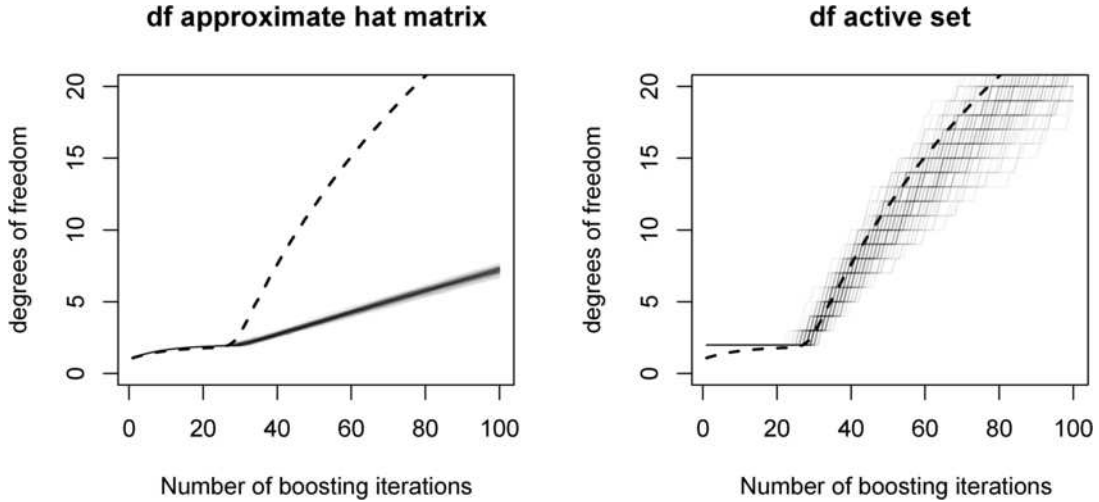 df approximate hat matrix
degrees of freedom
20
15
10
5
0
0 20 40 60 80 100
Number of boosting iterations
df active set
degrees of freedom
20
15
10
5
0
0 20 40 60 80 100
Number of boosting iterations